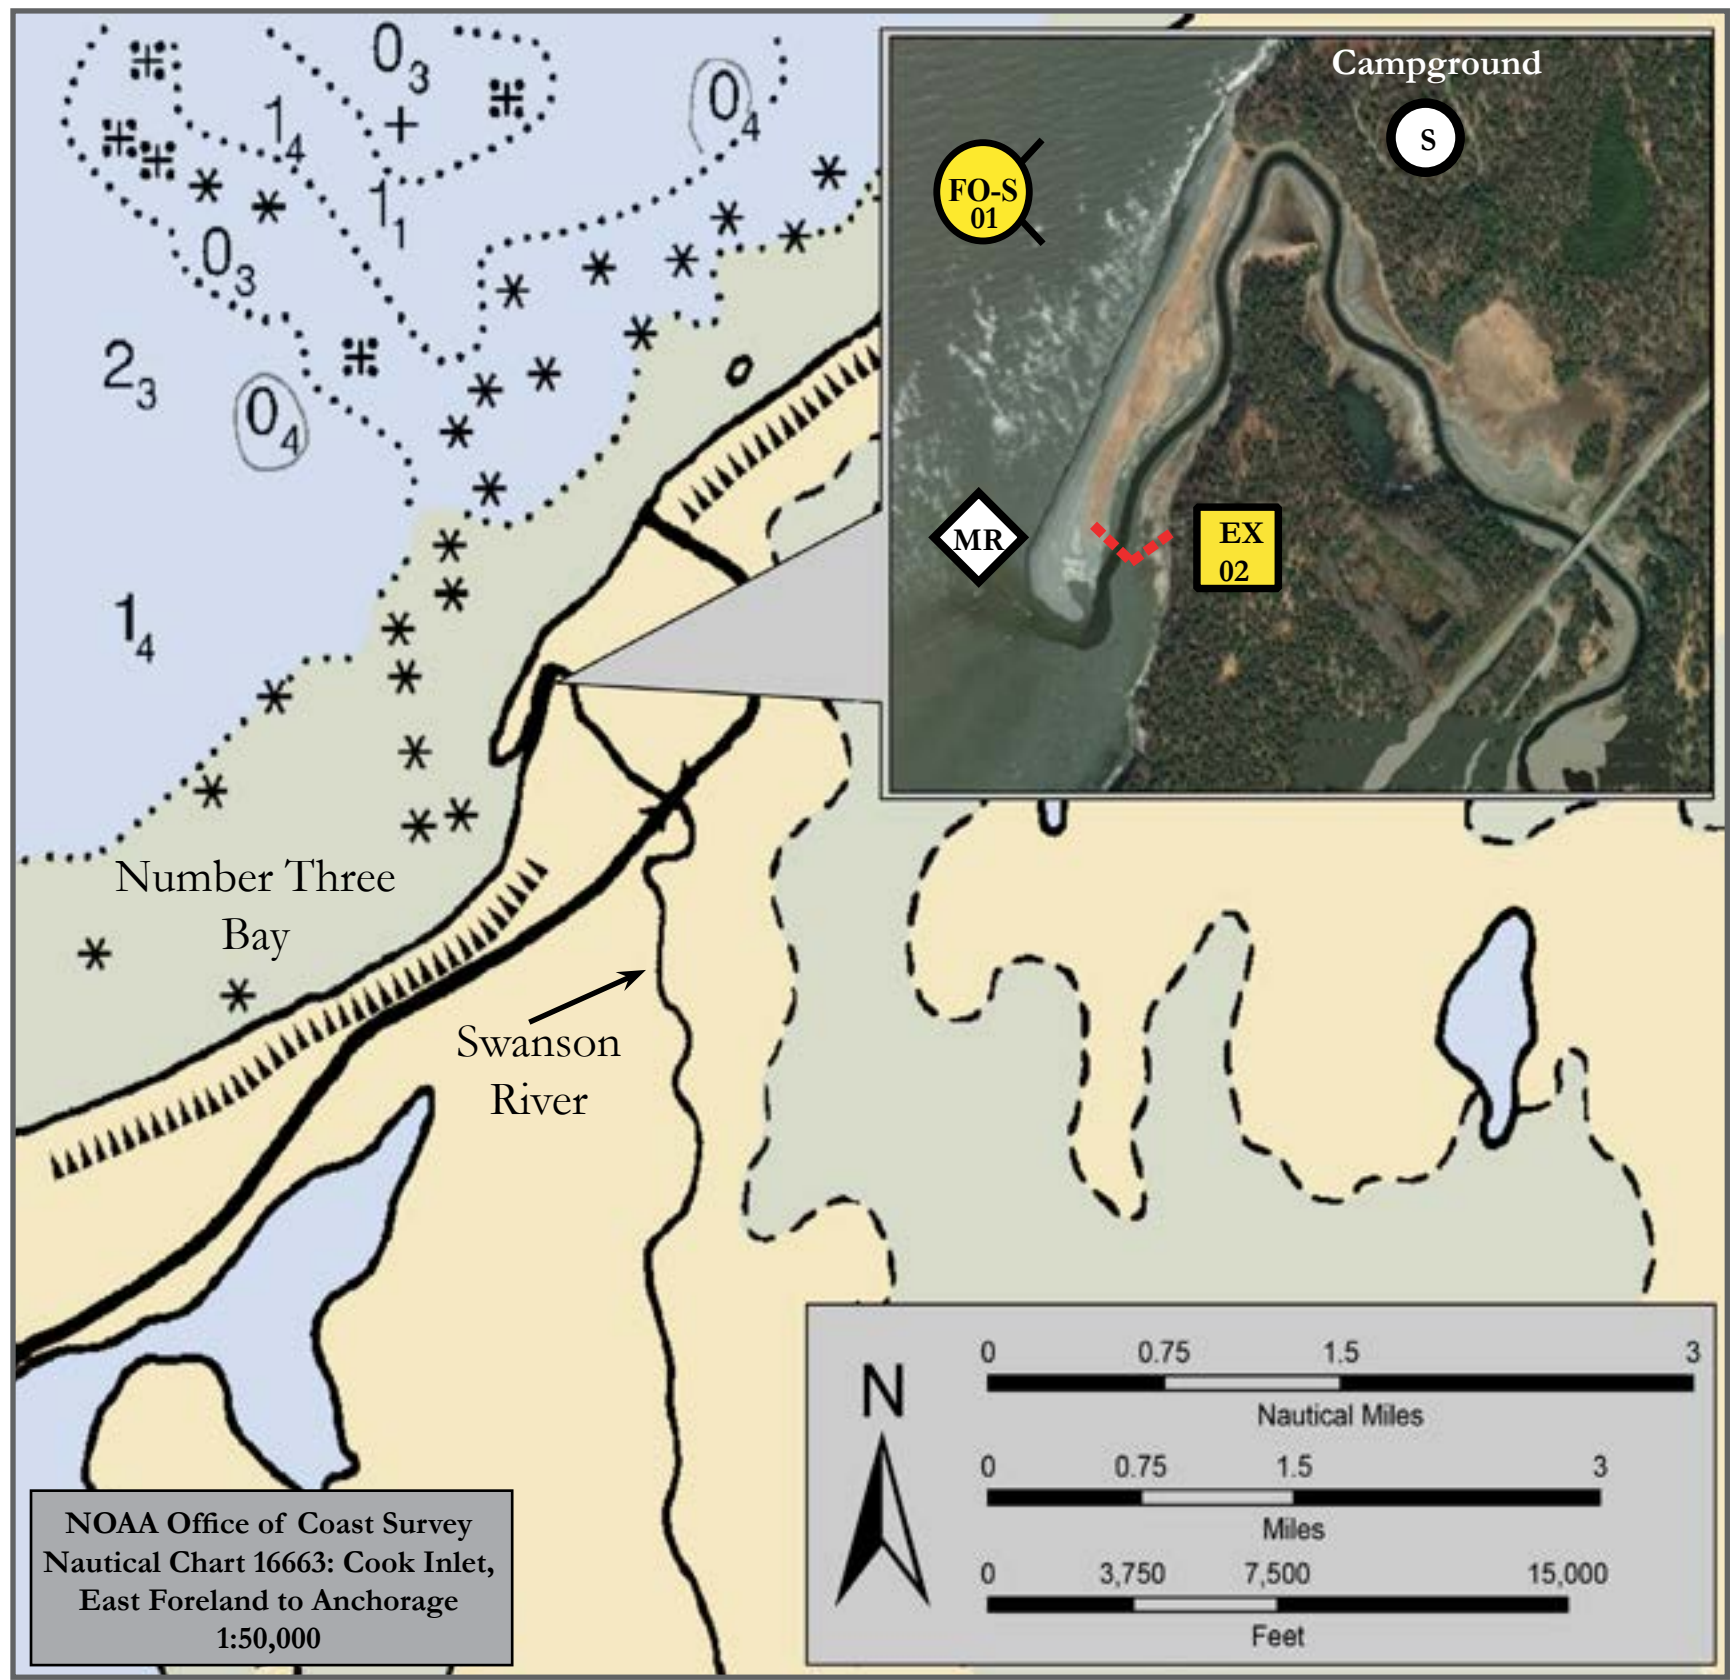 0₃
1₄
0₄
1₁
0₃
2₃
0₄
1₄
Number Three
Bay
Swanson
River
Campground
S
FO-S
01
MR
EX
02
N
0 0.75 1.5 3
Nautical Miles
0 0.75 1.5 3
Miles
0 3,750 7,500 15,000
Feet
NOAA Office of Coast Survey
Nautical Chart 16663: Cook Inlet,
East Foreland to Anchorage
1:50,000